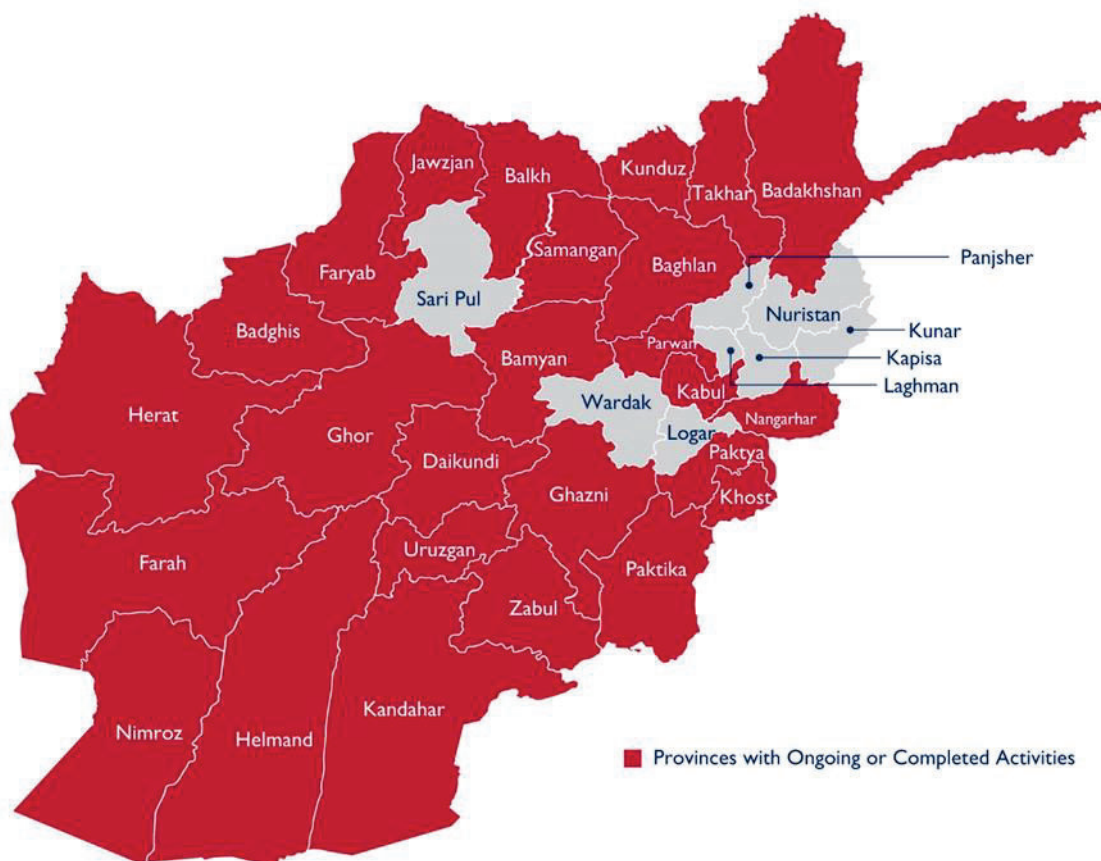 Jawzjan
Balkh
Kunduz
Takhar
Badakhshan
Faryab
Sari Pul
Samangan
Baghlan
Panjsher
Nuristan
Kunar
Kapisa
Laghman
Badghis
Bamyan
Parwan
Kabul
Nangarhar
Herat
Ghor
Wardak
Logar
Daikundi
Paktya
Khost
Ghazni
Farah
Uruzgan
Paktika
Zabul
Nimroz
Helmand
Kandahar
Provinces with Ongoing or Completed Activities